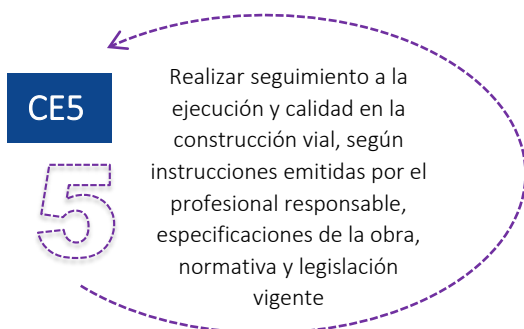 CE5
5
Realizar seguimiento a la
ejecución y calidad en la
construcción vial, según
instrucciones emitidas por el
profesional responsable,
especificaciones de la obra,
normativa y legislación
vigente